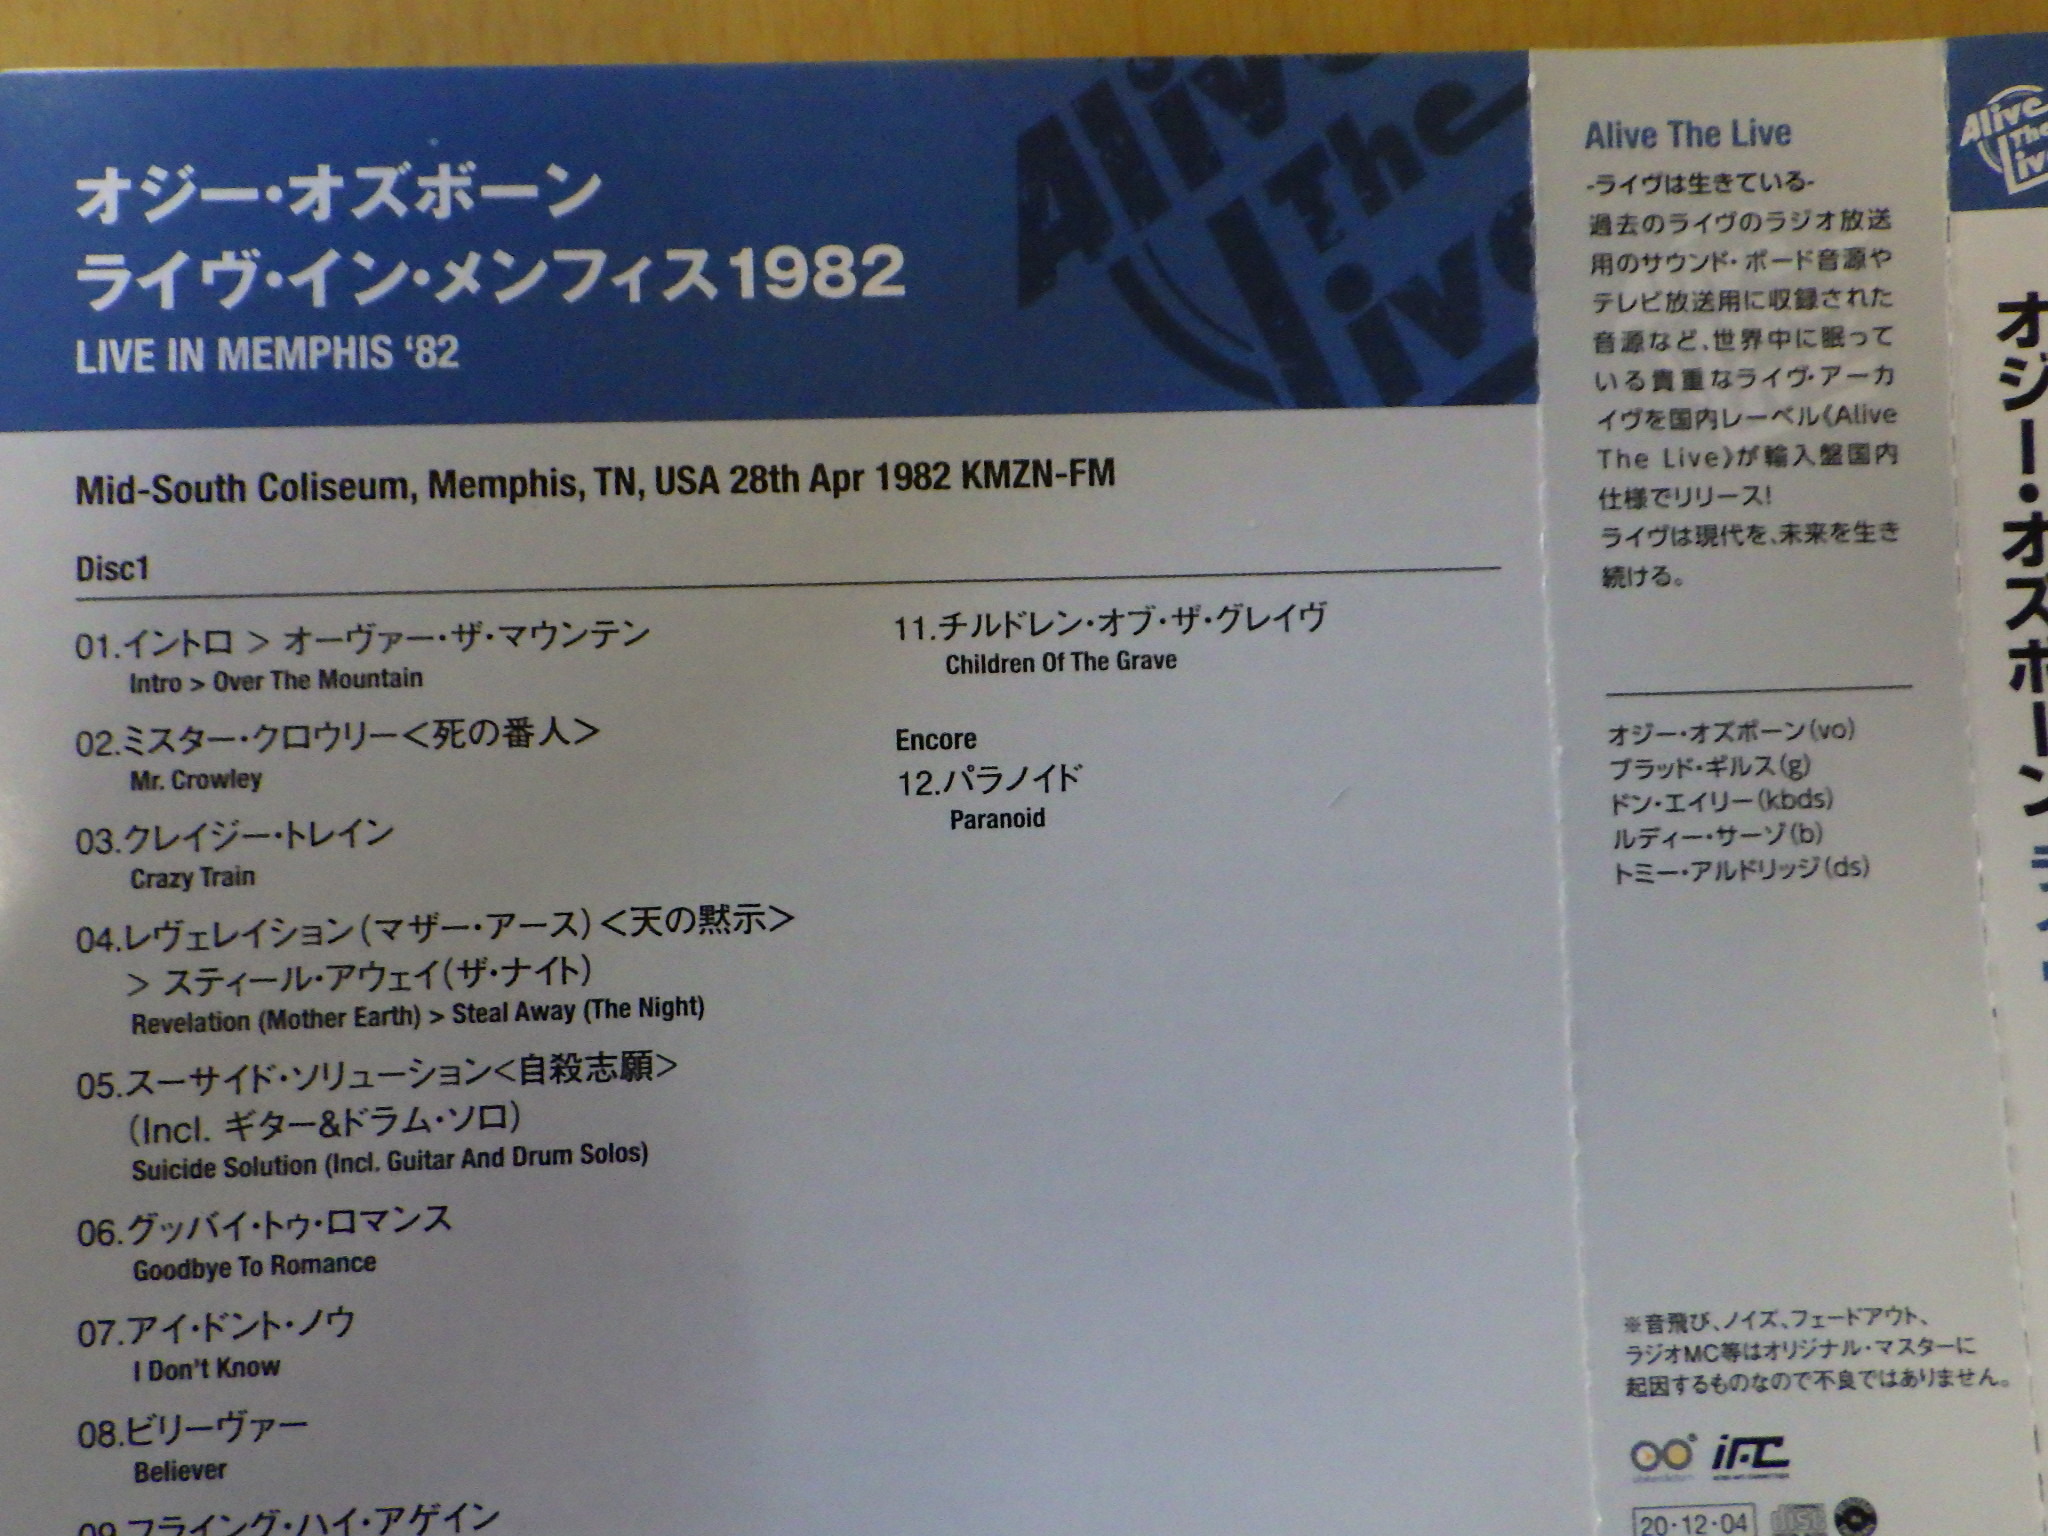 オジー・オズボーン
ライヴ・イン・メンフィス1982
LIVE IN MEMPHIS ‘82
Alive The Live
Mid-South Coliseum, Memphis, TN, USA 28th Apr 1982 KMZN-FM
Disc1
01.イントロ > オーヴァー・ザ・マウンテン
Intro > Over The Mountain
02.ミスター・クロウリー<死の番人>
Mr. Crowley
03.クレイジー・トレイン
Crazy Train
04.レヴェレイション(マザー・アース)<天の黙示>
> スティール・アウェイ(ザ・ナイト)
Revelation (Mother Earth) > Steal Away (The Night)
05.スーサイド・ソリューション<自殺志願>
(Incl. ギター&ドラム・ソロ)
Suicide Solution (Incl. Guitar And Drum Solos)
06.グッバイ・トゥ・ロマンス
Goodbye To Romance
07.アイ・ドント・ノウ
I Don't Know
08.ビリーヴァー
Believer
09.フライング・ハイ・アゲイン
11.チルドレン・オブ・ザ・グレイヴ
Children Of The Grave
Encore
12.パラノイド
Paranoid
Alive The Live
-ライヴは生きている-
過去のライヴのラジオ放送
用のサウンド・ボード音源や
テレビ放送用に収録された
音源など、世界中に眠って
いる貴重なライヴ・アーカ
イヴを国内レーベル《Alive
The Live》が輸入盤国内
仕様でリリース!
ライヴは現代を、未来を生き
続ける。
オジー・オズボーン(vo)
ブラッド・ギルス(g)
ドン・エイリー(kbds)
ルディー・サーゾ(b)
トミー・アルドリッジ(ds)
※音飛び、ノイズ、フェードアウト、
ラジオMC等はオリジナル・マスターに
起因するものなので不良ではありません。
iFC
20・12・04
Alive The Live
オジー・オズボーン